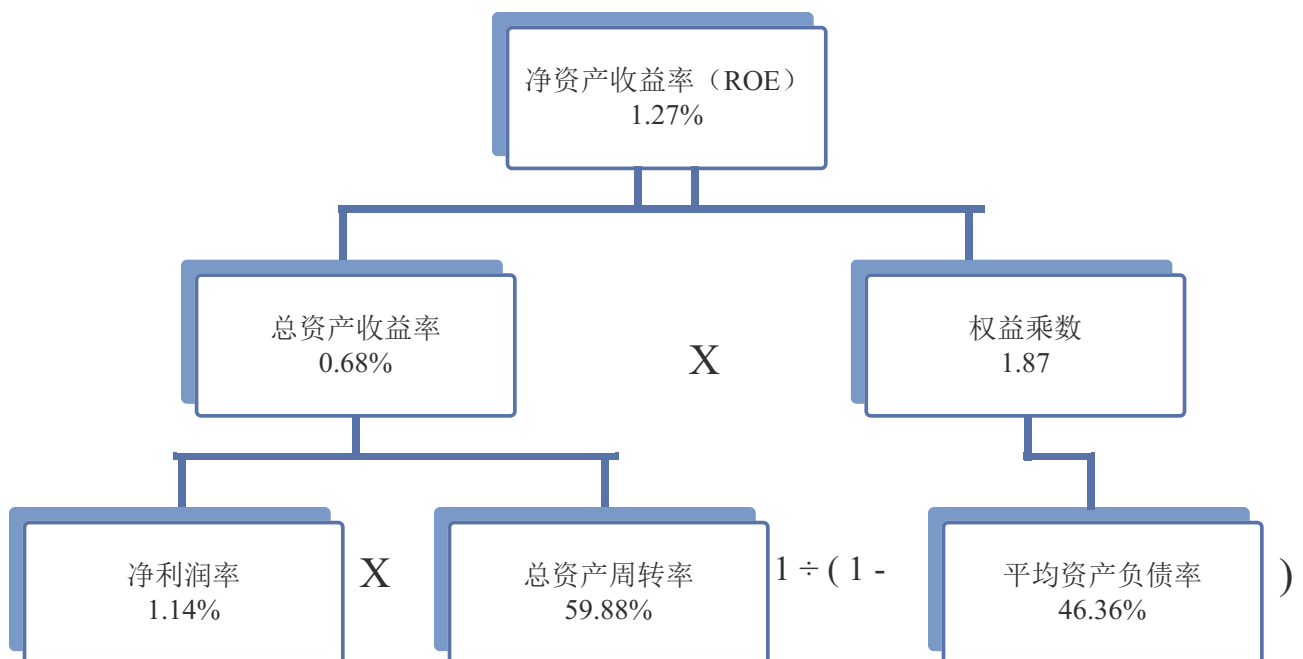 净资产收益率（ROE）
1.27%
总资产收益率
0.68%
X
权益乘数
1.87
净利润率
1.14%
X
总资产周转率
59.88%
1 ÷ ( 1 -
平均资产负债率
46.36%
)